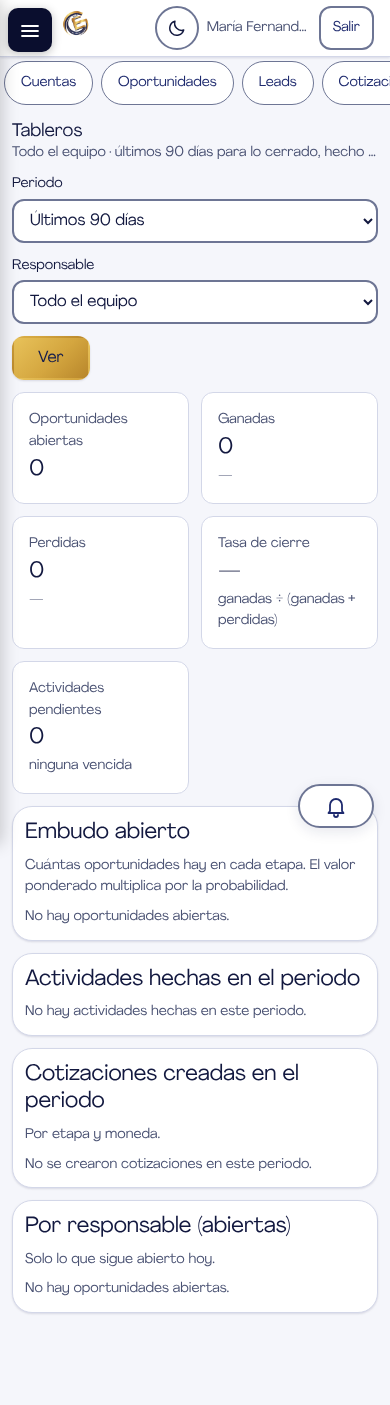 María Fernand...
Salir
Cuentas
Oportunidades
Leads
Cotizaci
Tableros
Todo el equipo · últimos 90 días para lo cerrado, hecho ...
Periodo
Últimos 90 días
Responsable
Todo el equipo
Ver
Oportunidades
abiertas
0
Ganadas
0
—
Perdidas
0
—
Tasa de cierre
—
ganadas ÷ (ganadas +
perdidas)
Actividades
pendientes
0
ninguna vencida
Embudo abierto
Cuántas oportunidades hay en cada etapa. El valor
ponderado multiplica por la probabilidad.
No hay oportunidades abiertas.
Actividades hechas en el periodo
No hay actividades hechas en este periodo.
Cotizaciones creadas en el
periodo
Por etapa y moneda.
No se crearon cotizaciones en este periodo.
Por responsable (abiertas)
Solo lo que sigue abierto hoy.
No hay oportunidades abiertas.